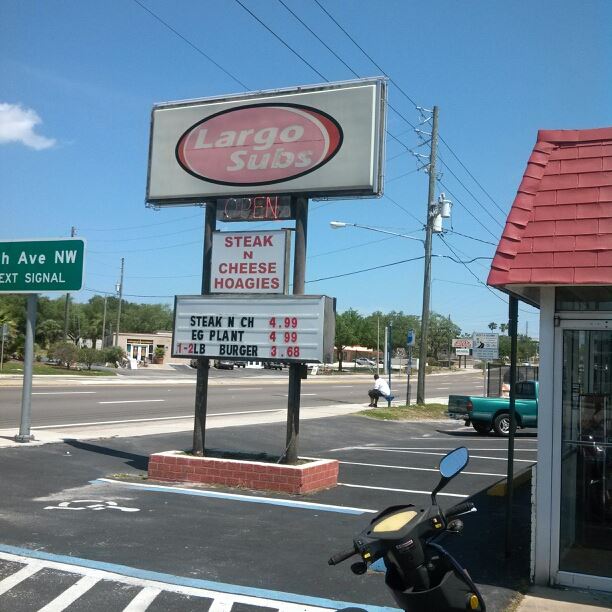 Largo
Subs
OPEN
STEAK
N
CHEESE
HOAGIES
STEAK N CH 4.99
EG PLANT 4 99
1-2LB BURGER 3.68
h Ave NW
EXT SIGNAL